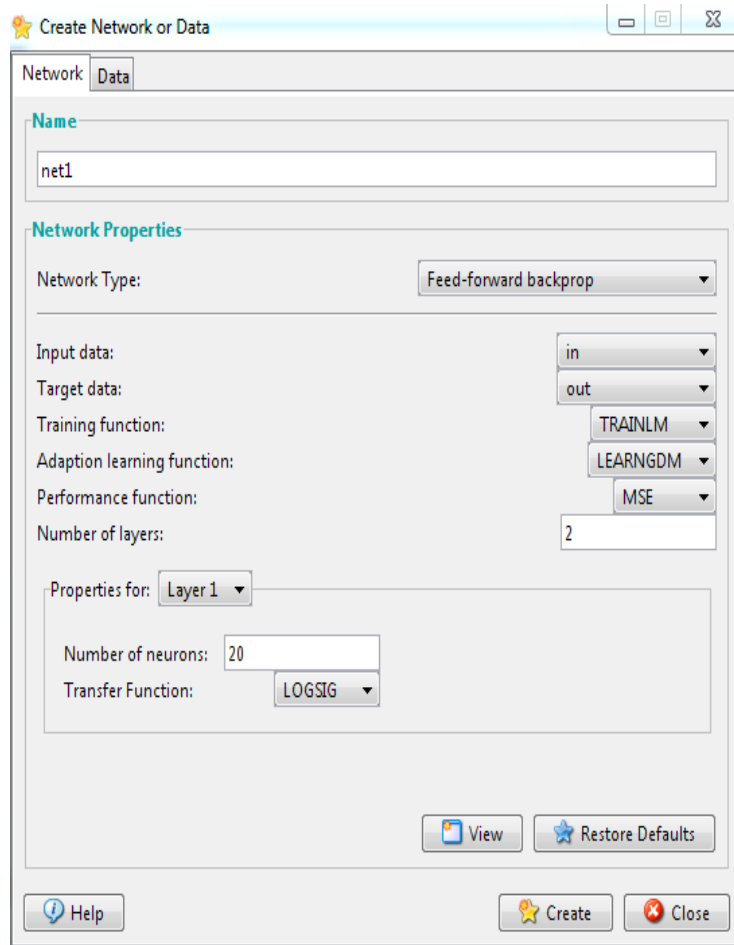 Create Network or Data
Network Data
Name
net1
Network Properties
Network Type: Feed-forward backprop
Input data: in
Target data: out
Training function: TRAINLM
Adaption learning function: LEARNGDM
Performance function: MSE
Number of layers: 2
Properties for: Layer 1
Number of neurons: 20
Transfer Function: LOGSIG
View Restore Defaults
Help Create Close